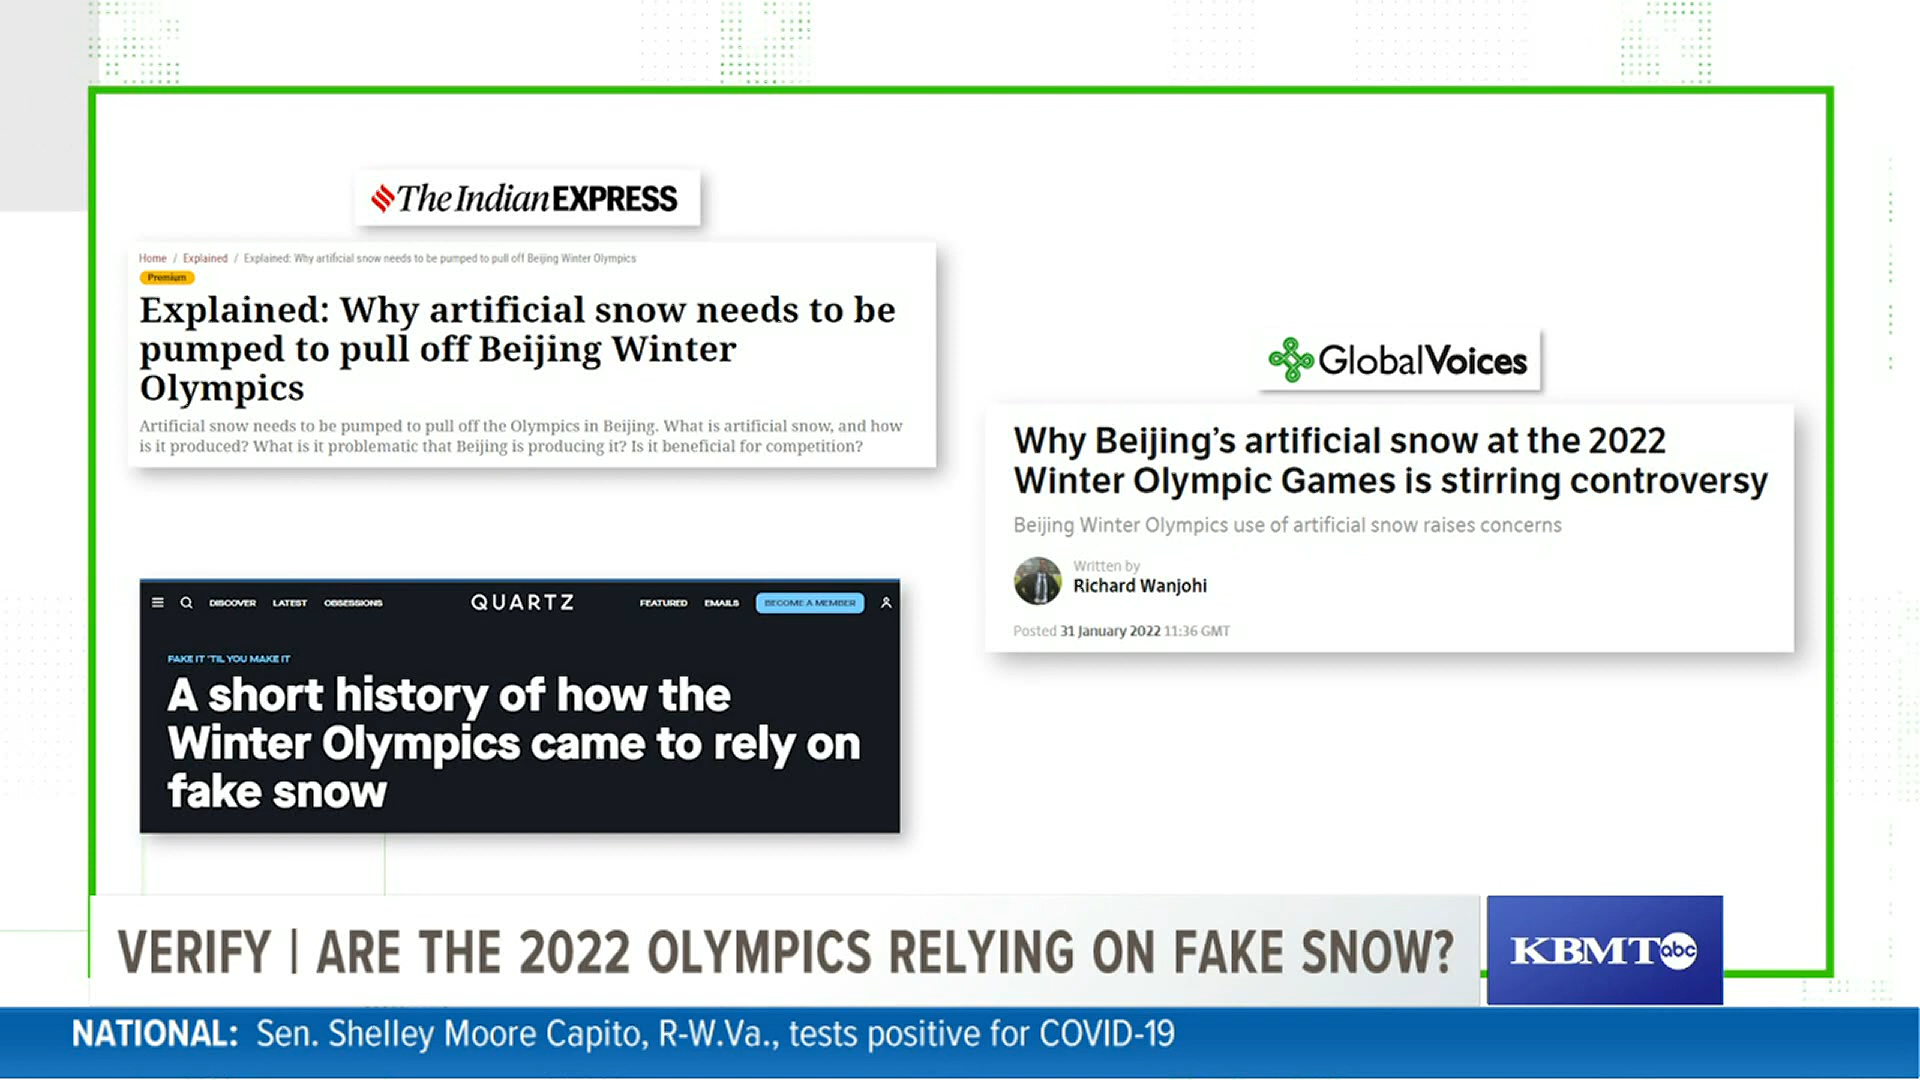 The Indian EXPRESS
Home / Explained / Explained: Why artificial snow needs to be pumped to pull off Beijing Winter Olympics
Premium
Explained: Why artificial snow needs to be
pumped to pull off Beijing Winter
Olympics
Artificial snow needs to be pumped to pull off the Olympics in Beijing. What is artificial snow, and how
is it produced? What is it problematic that Beijing is producing it? Is it beneficial for competition?
GlobalVoices
Why Beijing's artificial snow at the 2022
Winter Olympic Games is stirring controversy
Beijing Winter Olympics use of artificial snow raises concerns
Written by
Richard Wanjohi
Posted 31 January 2022 11:36 GMT
DISCOVER LATEST OBSESSIONS QUARTZ FEATURED EMAILS BECOME A MEMBER
FAKE IT 'TIL YOU MAKE IT
A short history of how the
Winter Olympics came to rely on
fake snow
VERIFY | ARE THE 2022 OLYMPICS RELYING ON FAKE SNOW?
KBMT abc
NATIONAL: Sen. Shelley Moore Capito, R-W.Va., tests positive for COVID-19